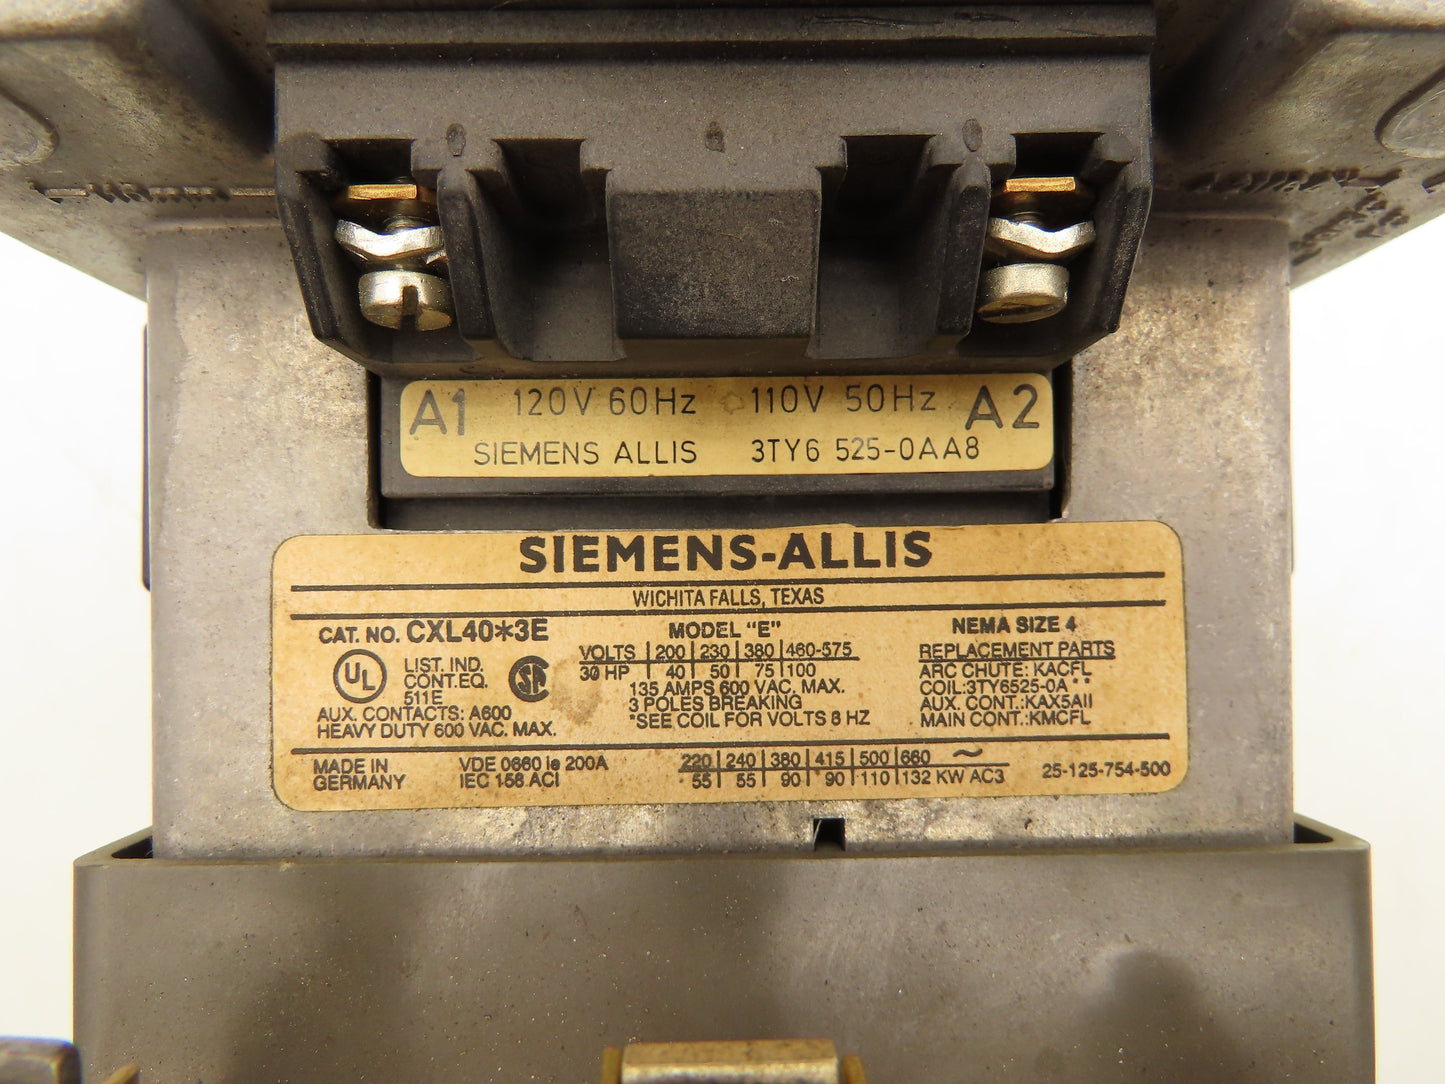 A1 120V 60Hz 110V 50Hz A2
SIEMENS ALLIS 3TY6 525-0AA8
SIEMENS-ALLIS
WICHITA FALLS, TEXAS
CAT. NO. CXL40*3E
UL
LIST. IND.
CONT. EQ.
511E
AUX. CONTACTS: A600
HEAVY DUTY 600 VAC. MAX.
MODEL "E"
VOLTS 200 230 380 460-575
30 HP 40 50 75 100
135 AMPS 600 VAC. MAX.
3 POLES BREAKING
*SEE COIL FOR VOLTS & HZ
NEMA SIZE 4
REPLACEMENT PARTS
ARC CHUTE: KACFL
COIL:3TY6525-0A**
AUX. CONT.:KAX5AII
MAIN CONT.:KMCFL
MADE IN
GERMANY
VDE 0660 Ie 200A
IEC 158 ACI
220 240 380 415 500 660 ~
55 55 90 90 110 132 KW AC3
25-125-754-500